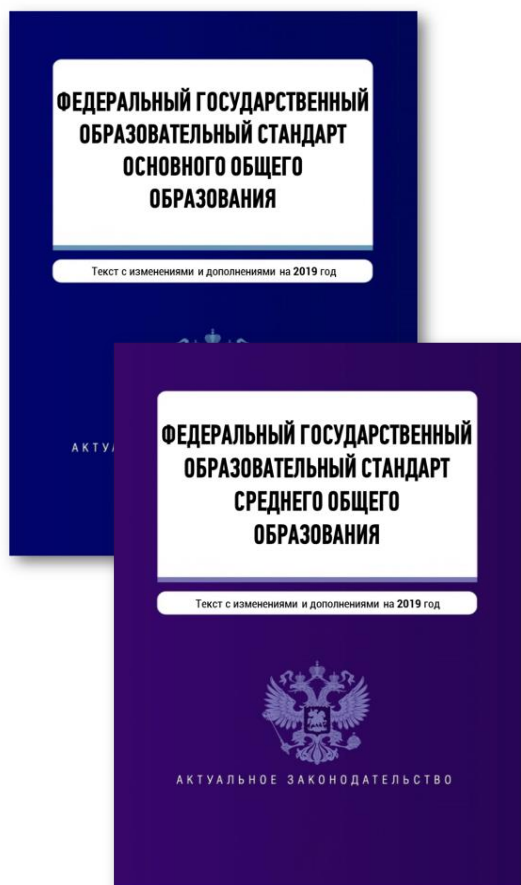 ФЕДЕРАЛЬНЫЙ ГОСУДАРСТВЕННЫЙ
ОБРАЗОВАТЕЛЬНЫЙ СТАНДАРТ
ОСНОВНОГО ОБЩЕГО
ОБРАЗОВАНИЯ
Текст с изменениями и дополнениями на 2019 год
ФЕДЕРАЛЬНЫЙ ГОСУДАРСТВЕННЫЙ
ОБРАЗОВАТЕЛЬНЫЙ СТАНДАРТ
СРЕДНЕГО ОБЩЕГО
ОБРАЗОВАНИЯ
Текст с изменениями и дополнениями на 2019 год
АКТУАЛЬНОЕ ЗАКОНОДАТЕЛЬСТВО